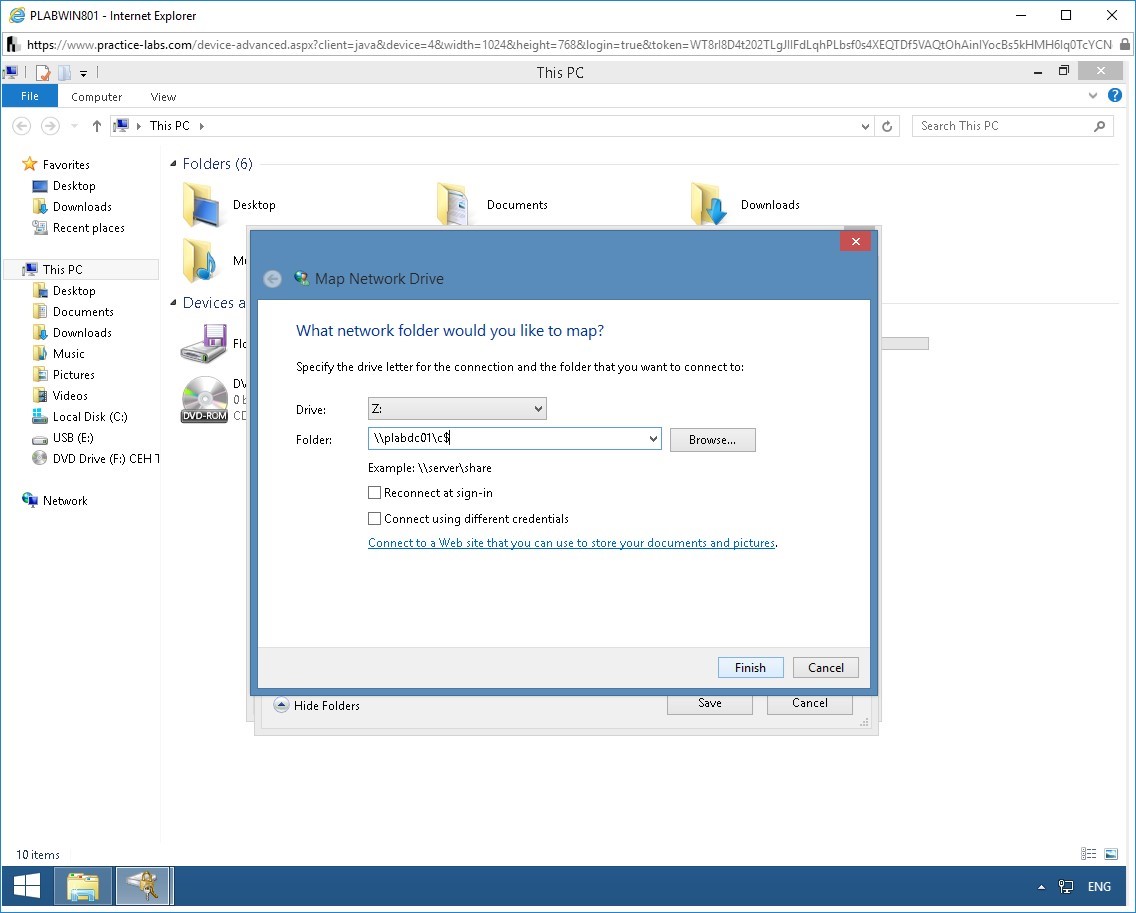 PLABWIN801 - Internet Explorer
https://www.practice-labs.com/device-advanced.aspx?client=java&device=4&width=1024&height=768&login=true&token=
This PC
File Computer View
This PC
Search This PC
Favorites
Desktop
Downloads
Recent places
This PC
Desktop
Documents
Downloads
Music
Pictures
Videos
Local Disk (C:)
USB (E:)
DVD Drive (F:) CEH
Network
Folders (6)
Desktop Documents Downloads
Devices
DVD-ROM
Map Network Drive
What network folder would you like to map?
Specify the drive letter for the connection and the folder that you want to connect to:
Drive: Z:
Folder: \\plabdc01\c$ Browse...
Example: \\server\share
Reconnect at sign-in
Connect using different credentials
Connect to a Web site that you can use to store your documents and pictures.
Finish Cancel
Hide Folders Save Cancel
10 items
ENG